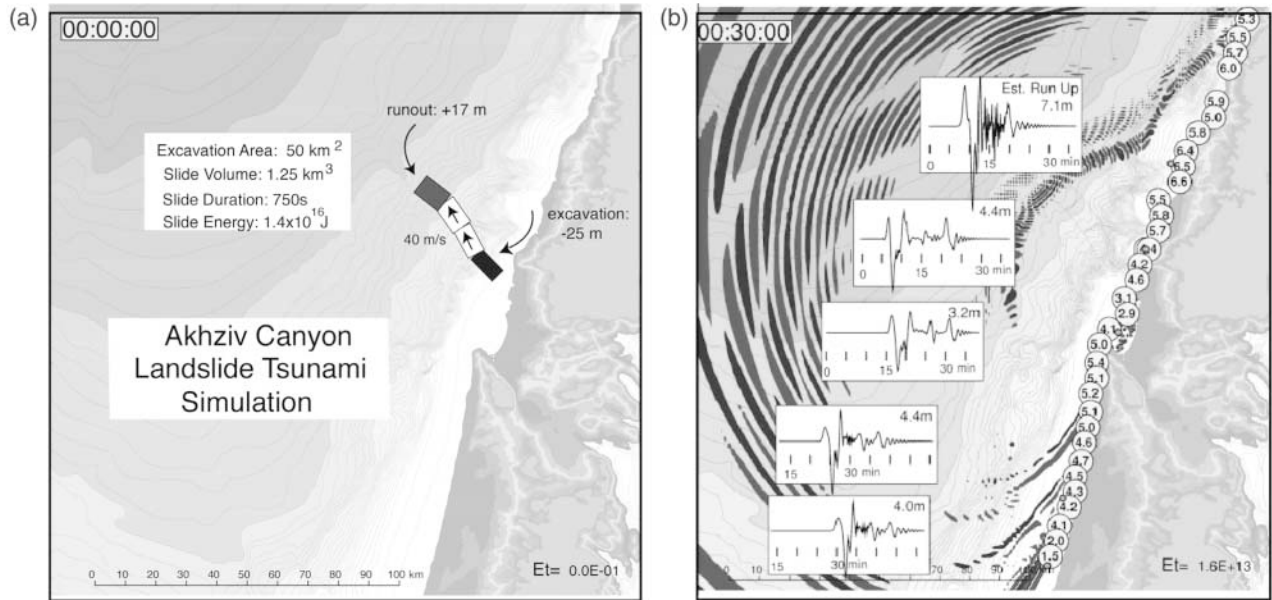 (a)
00:00:00
runout: +17 m
Excavation Area: 50 km²
Slide Volume: 1.25 km³
Slide Duration: 750s
Slide Energy: 1.4x10¹⁶J
excavation:
-25 m
40 m/s
Akhziv Canyon
Landslide Tsunami
Simulation
0 10 20 30 40 50 60 70 80 90 100 km
Et= 0.0E-01
(b)
00:30:00
5.3
5.5
5.7
6.0
Est. Run Up
7.1m
0 15 30 min
5.9
5.0
5.8
6.4
5.5
6.6
4.4m
0 15 30 min
5.5
5.8
5.7
4.2
4.6
3.2m
0 15 30 min
3.1
2.9
4.1
5.0
5.4
5.1
5.2
5.1
4.4m
15 30 min
5.0
4.6
4.7
4.5
4.3
4.2
4.0m
15 30 min
4.1
2.0
1.5
0
70 80 90
Et= 1.6E+13